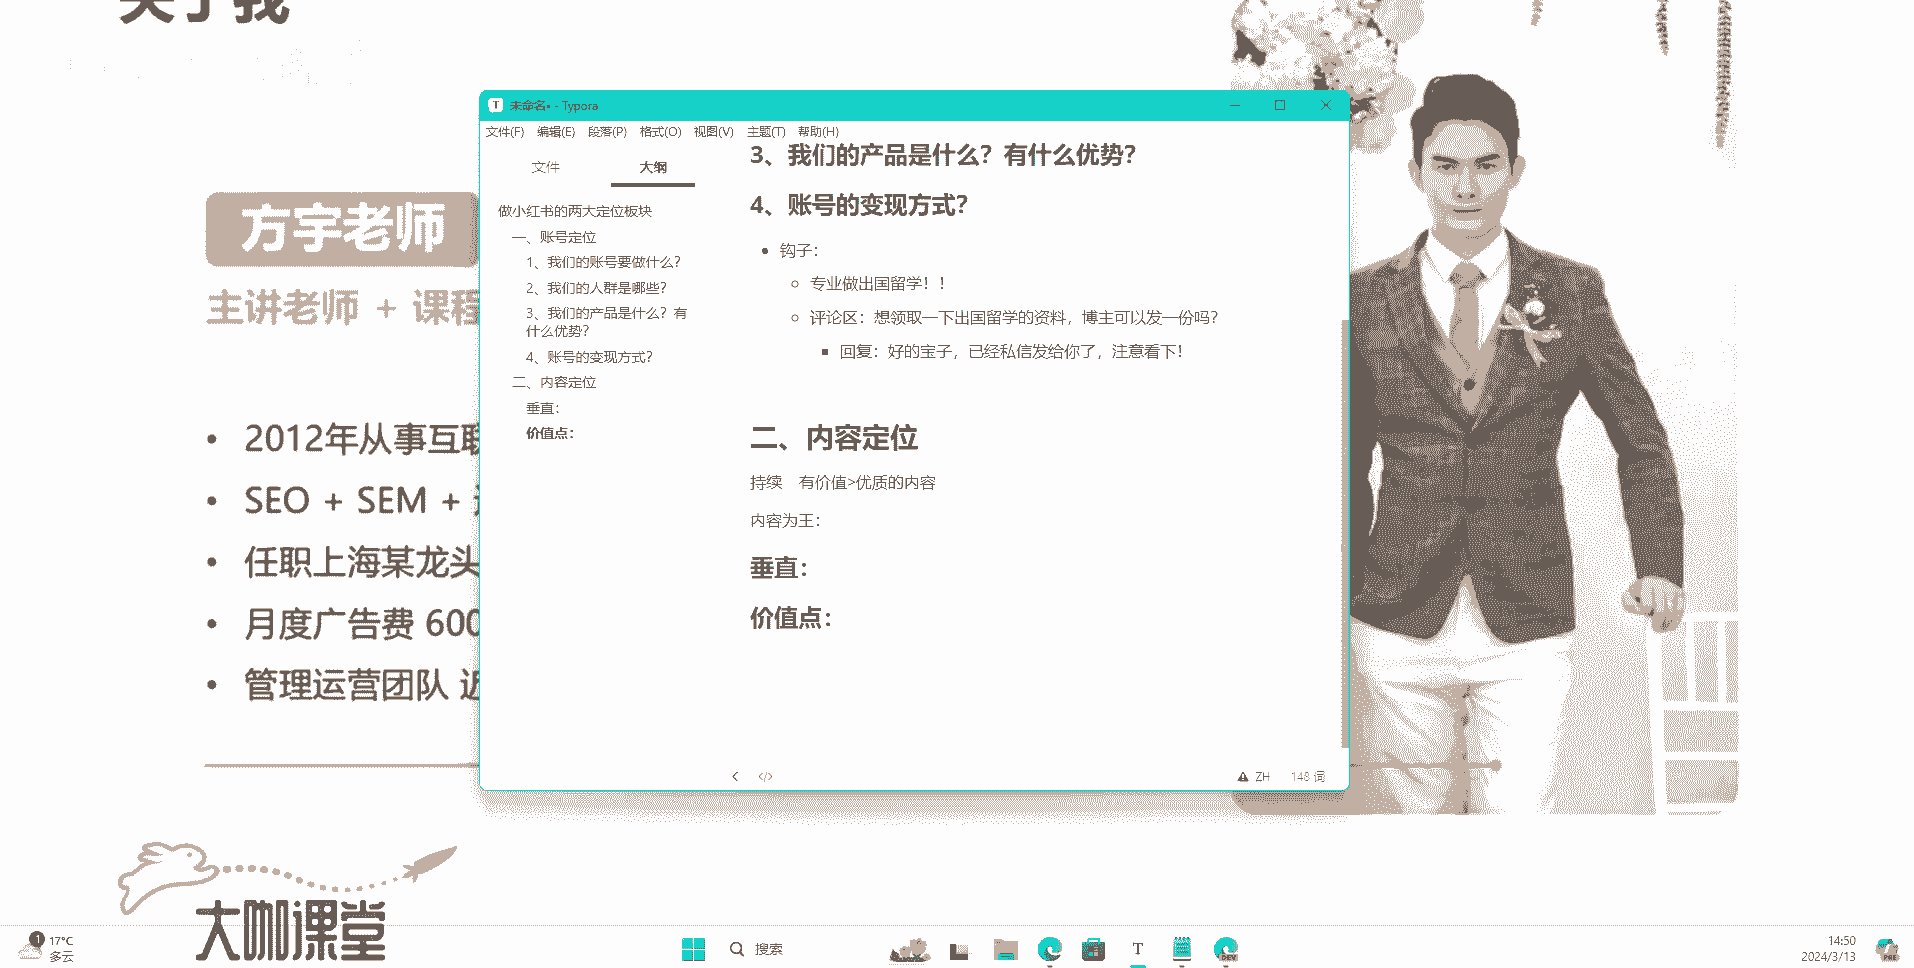 关于我
方宇老师
主讲老师 + 课程
• 2012年从事互联
• SEO + SEM +
• 任职上海某龙头
• 月度广告费 600
• 管理运营团队 近
大咖课堂
未命名• - Typora
文件(F) 编辑(E) 段落(P) 格式(O) 视图(V) 主题(T) 帮助(H)
文件 大纲
做小红书的两大定位板块
一、账号定位
1、我们的账号要做什么?
2、我们的人群是哪些?
3、我们的产品是什么? 有
什么优势?
4、账号的变现方式?
二、内容定位
垂直:
价值点:
3、我们的产品是什么? 有什么优势?
4、账号的变现方式?
• 钩子:
专业做出国留学! !
评论区: 想领取一下出国留学的资料, 博主可以发一份吗?
回复: 好的宝子, 已经私信发给你了, 注意看下!
二、内容定位
持续 有价值>优质的内容
内容为王:
垂直:
价值点:
</> ZH 148 词
1
17°C
多云
搜索
T
DEV
14:50
2024/3/13
PRE